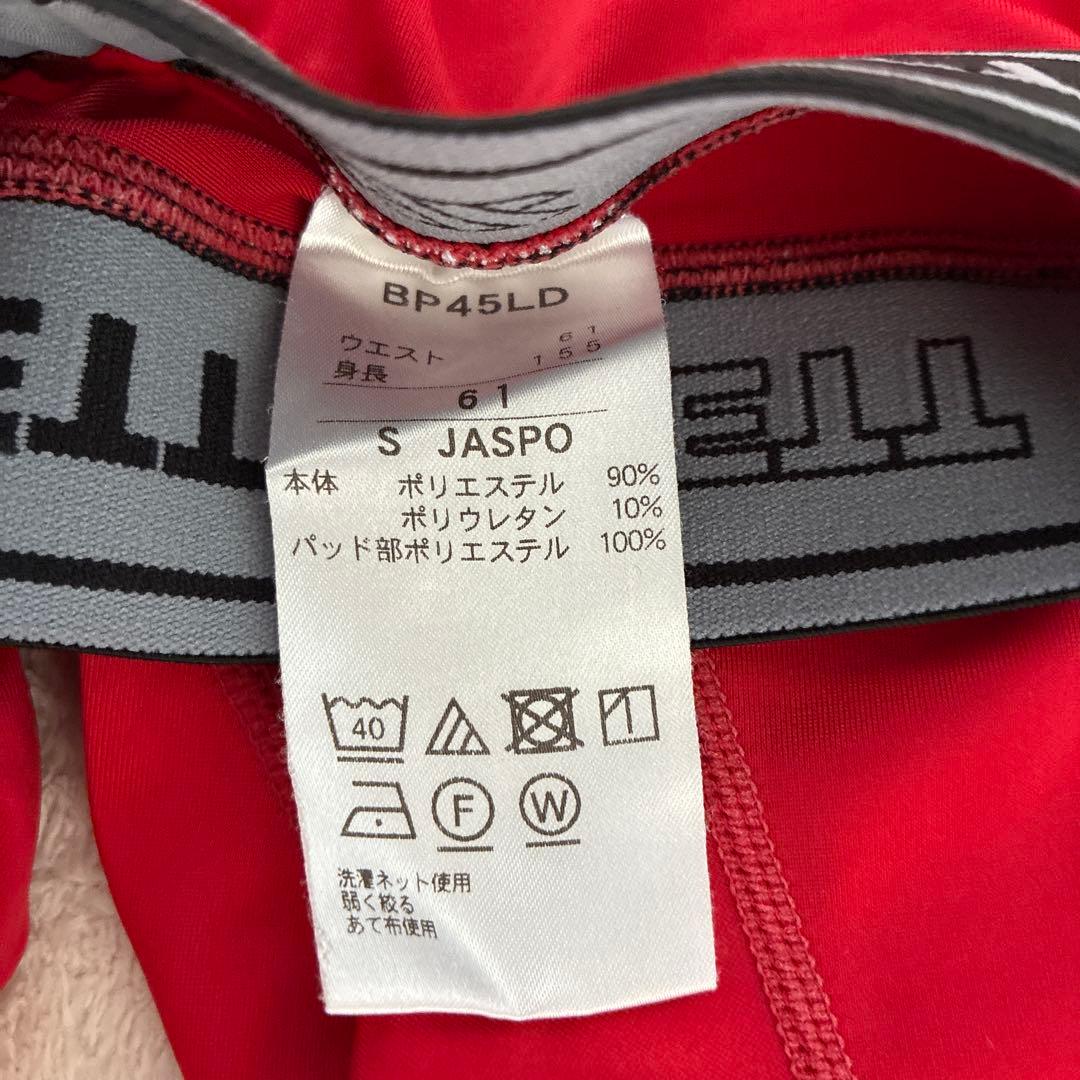 BP45LD
ウエスト 61
身長 155
61
S JASPO
本体 ポリエステル 90%
ポリウレタン 10%
パッド部ポリエステル 100%
40
F W
洗濯ネット使用
弱く絞る
あて布使用